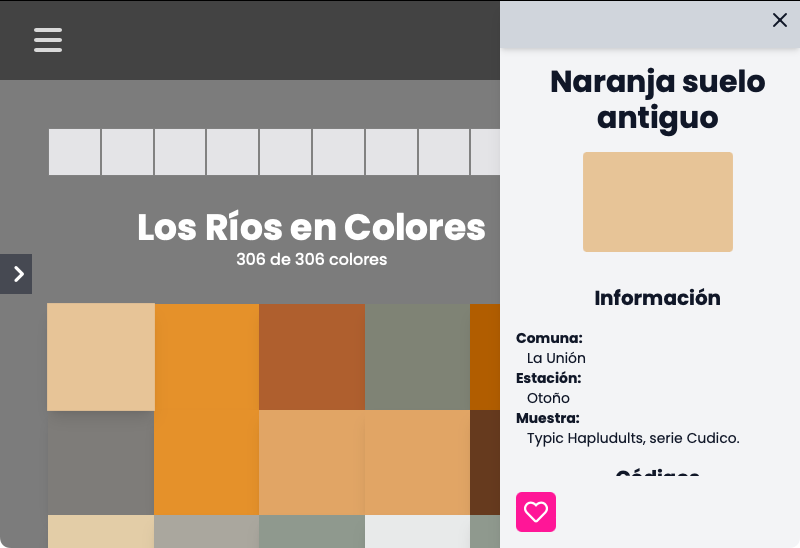 Los Ríos en Colores
306 de 306 colores
Naranja suelo
antiguo
Información
Comuna:
La Unión
Estación:
Otoño
Muestra:
Typic Hapludults, serie Cudico.
Códigos